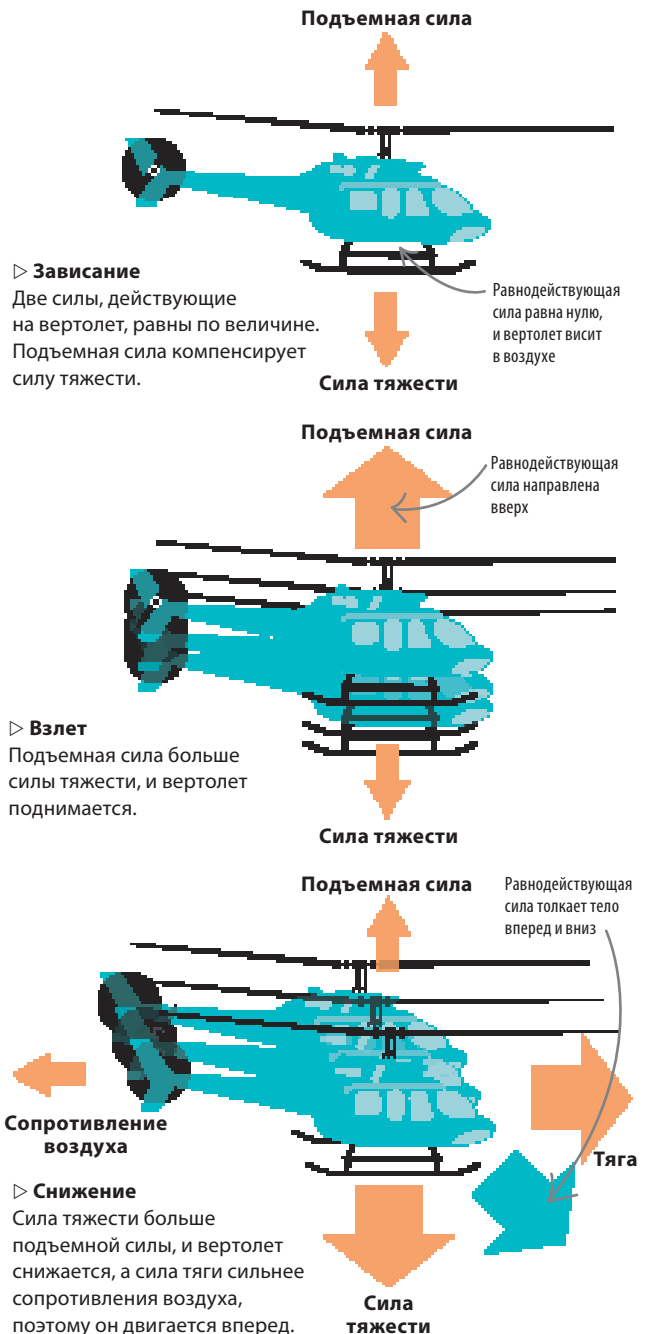 Подъемная сила
▷ Зависание
Две силы, действующие
на вертолет, равны по величине.
Подъемная сила компенсирует
силу тяжести.
Равнодействующая
сила равна нулю,
и вертолет висит
в воздухе
Сила тяжести
Подъемная сила
Равнодействующая
сила направлена
вверх
▷ Взлет
Подъемная сила больше
силы тяжести, и вертолет
поднимается.
Сила тяжести
Подъемная сила
Равнодействующая
сила толкает тело
вперед и вниз
Сопротивление
воздуха
Тяга
▷ Снижение
Сила тяжести больше
подъемной силы, и вертолет
снижается, а сила тяги сильнее
сопротивления воздуха,
поэтому он двигается вперед.
Сила
тяжести